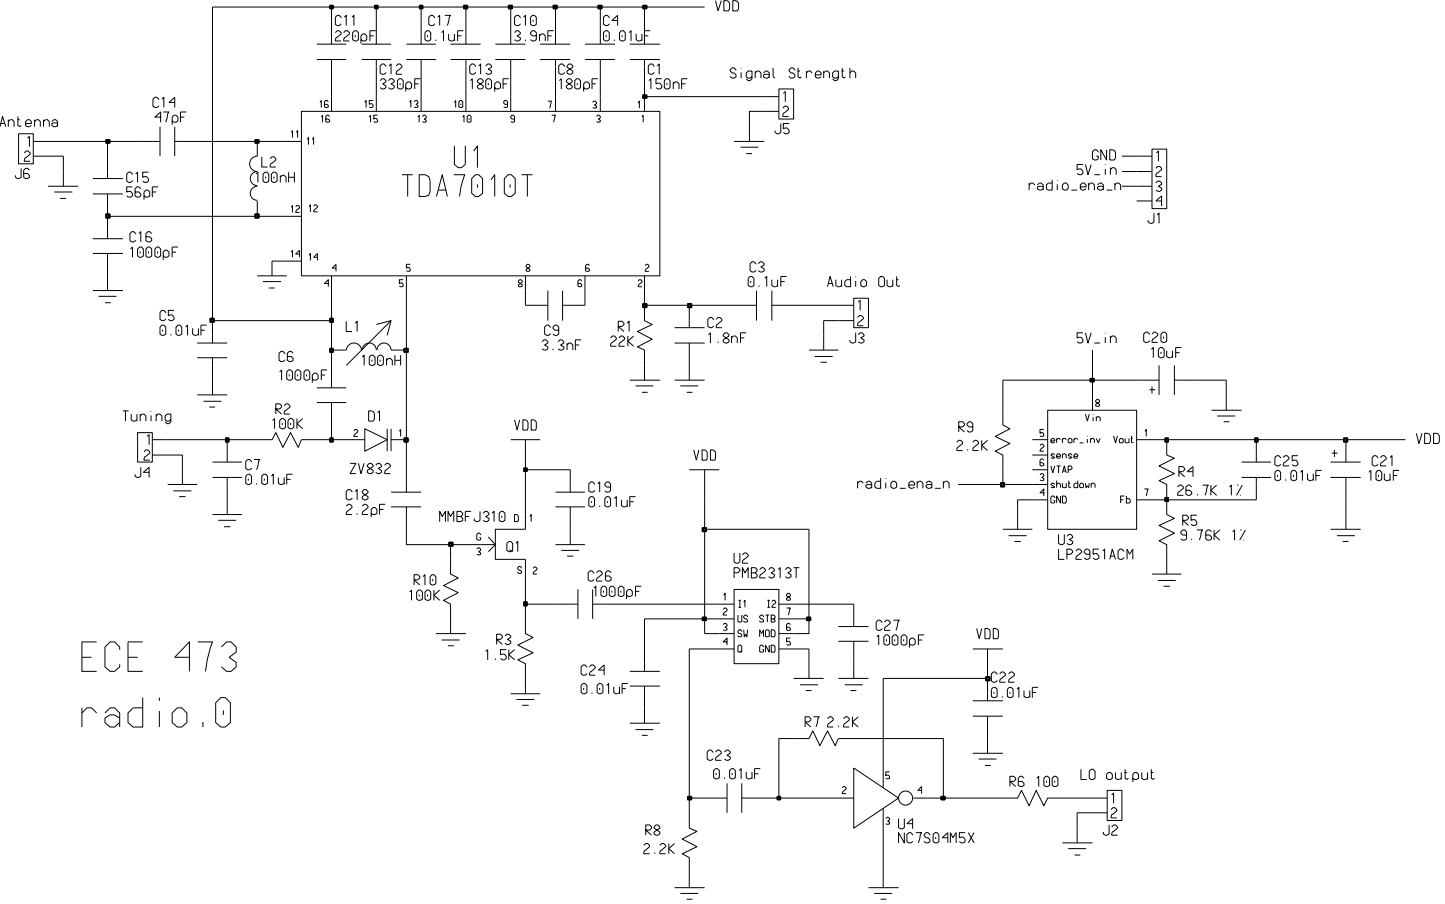 VDD
C11
220pF
C17
0.1uF
C10
3.9nF
C4
0.01uF
C12
330pF
C13
180pF
C8
180pF
C1
150nF
Signal Strength
1
2
J5
16 15 13 10 9 7 3 1
16 15 13 10 9 7 3 1
Antenna
1
2
J6
C14
47pF
C15
56pF
C16
1000pF
L2
100nH
11 11
12 12
14 14
U1
TDA7010T
4 5 8 6 2
4 5 8 6 2
GND 1
5V_in 2
radio_ena_n 3
4
J1
C5
0.01uF
L1
100nH
C6
1000pF
C9
3.3nF
R1
22K
C2
1.8nF
C3
0.1uF
Audio Out
1
2
J3
Tuning
1
2
J4
C7
0.01uF
R2
100K
2 D1 1
ZV832
C18
2.2pF
VDD
C19
0.01uF
MMBFJ310 D 1
G
3
Q1
S 2
R10
100K
R3
1.5K
C26
1000pF
VDD
U2
PMB2313T
1 I1 I2 8
2 US STB 7
3 SW MOD 6
4 Q GND 5
C27
1000pF
C24
0.01uF
5V_in
C20
10uF
+
R9
2.2K
radio_ena_n
8
Vin
5 error_inv Vout 1
2 sense
6 VTAP
3 shutdown
4 GND Fb 7
U3
LP2951ACM
R4
26.7K 1%
R5
9.76K 1%
C25
0.01uF
+
C21
10uF
VDD
VDD
C22
0.01uF
R7 2.2K
C23
0.01uF
R8
2.2K
2
5
4
3
U4
NC7S04M5X
R6 100
LO output
1
2
J2
ECE 473
radio.0